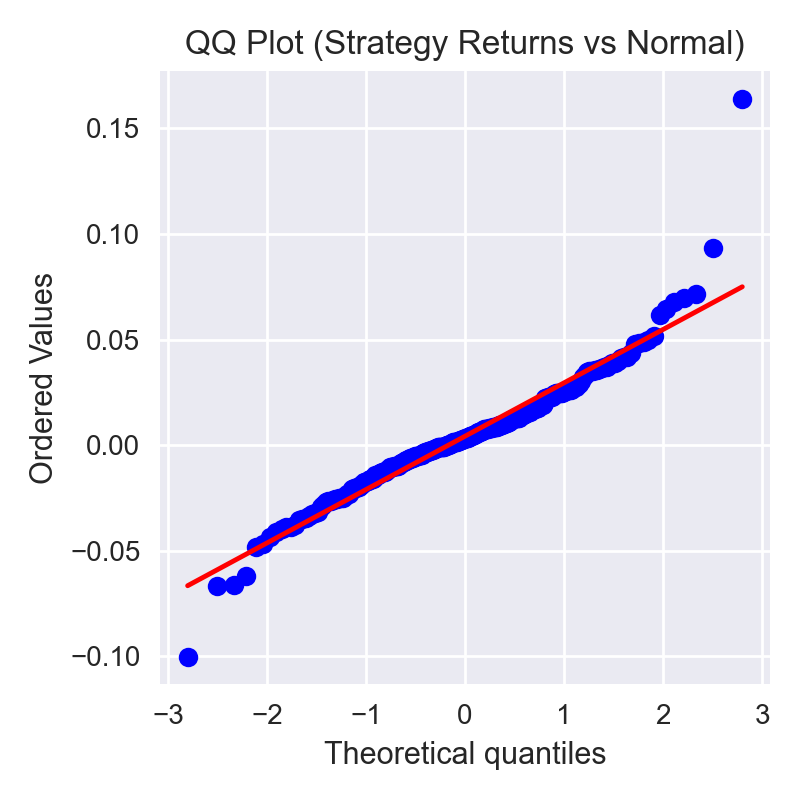 QQ Plot (Strategy Returns vs Normal)
0.15
0.10
0.05
0.00
−0.05
−0.10
Ordered Values
−3 −2 −1 0 1 2 3
Theoretical quantiles